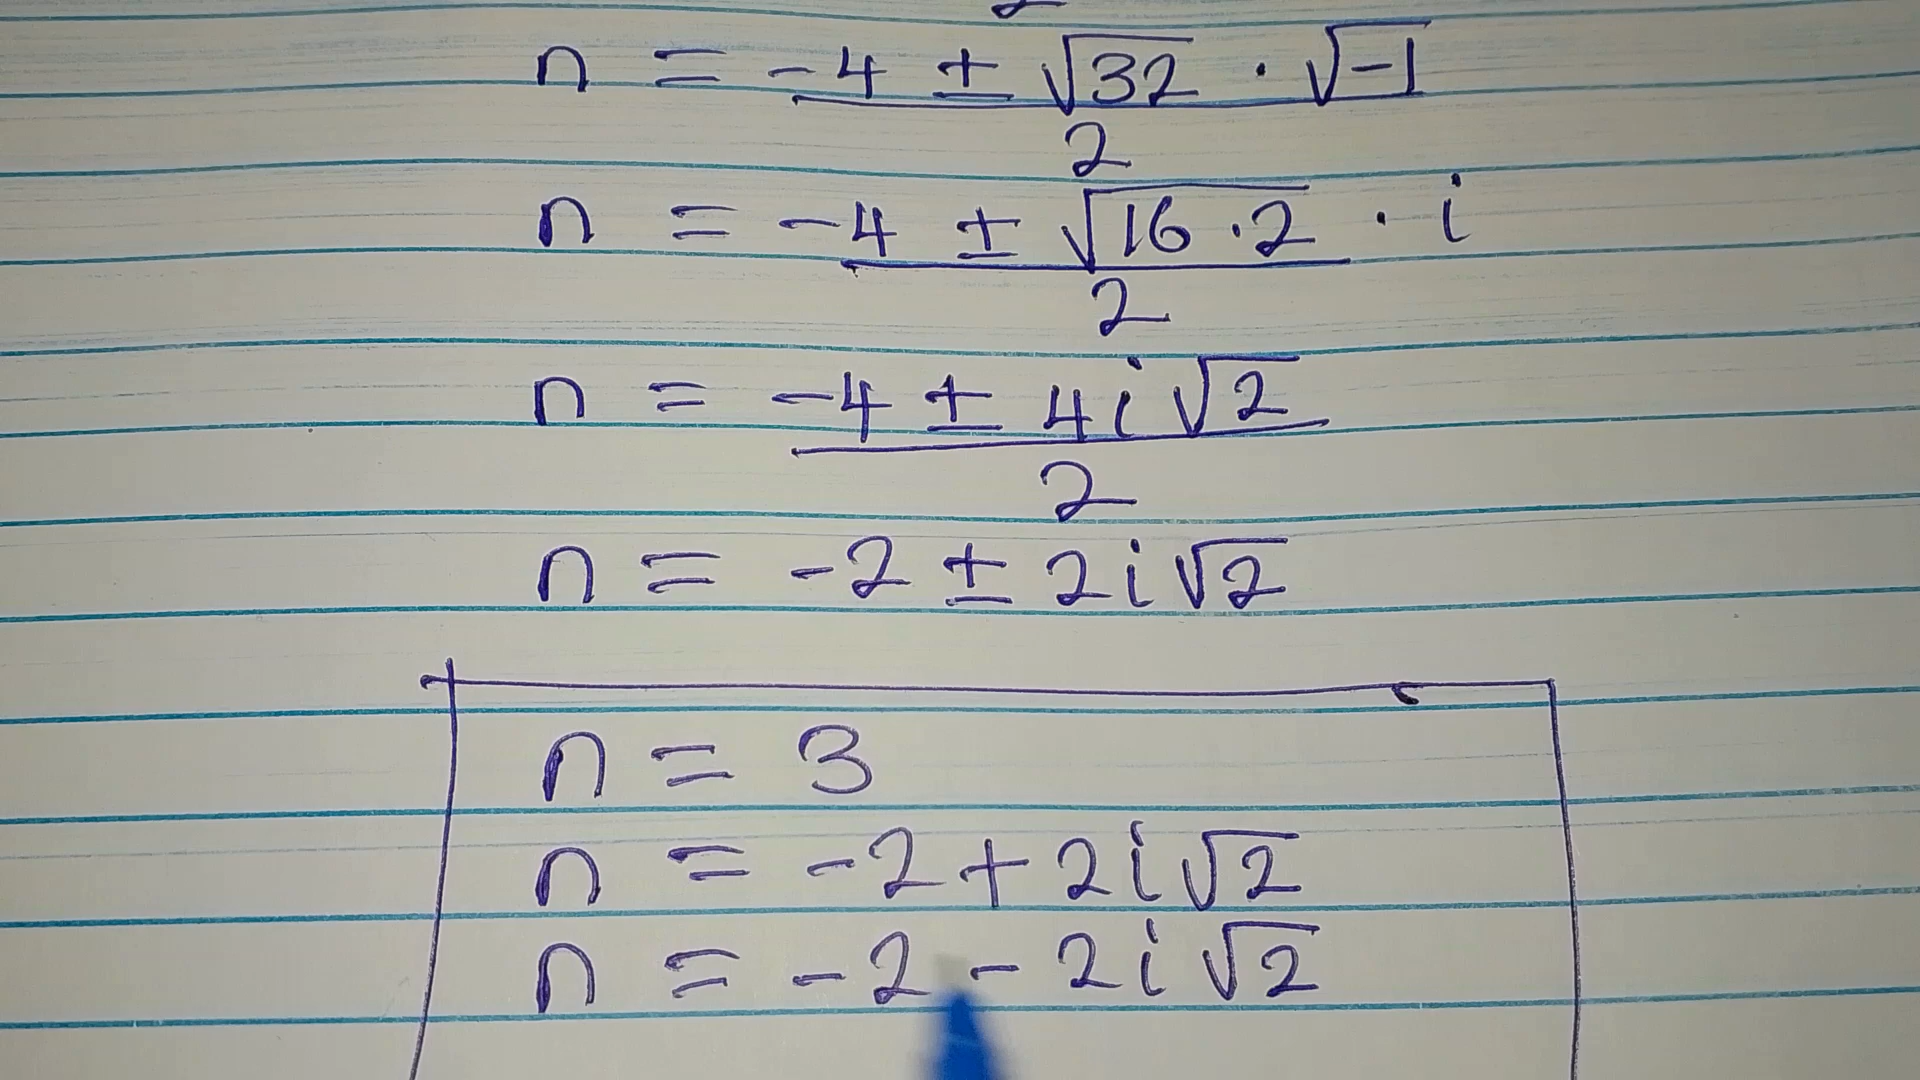 n = -4 ± √32 · √-1
2
n = -4 ± √16 · 2 · i
2
n = -4 ± 4i√2
2
n = -2 ± 2i√2
n = 3
n = -2 + 2i√2
n = -2 - 2i√2